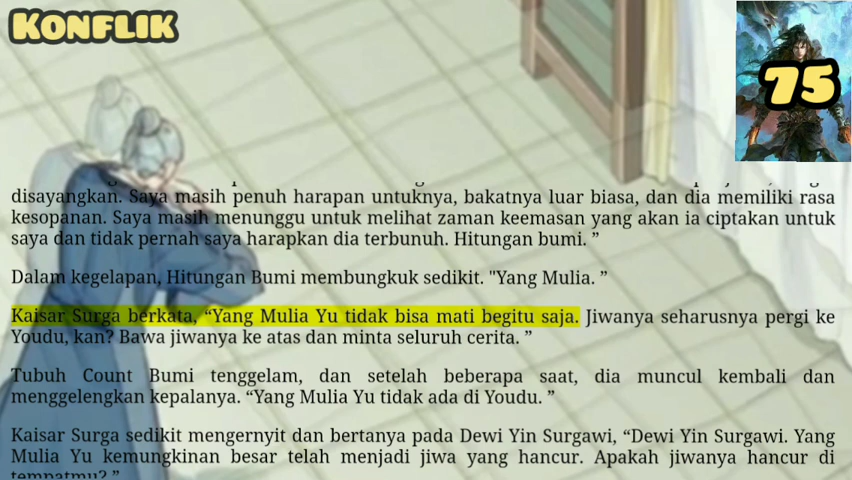 KONFLIK
75
disayangkan. Saya masih penuh harapan untuknya, bakatnya luar biasa, dan dia memiliki rasa
kesopanan. Saya masih menunggu untuk melihat zaman keemasan yang akan ia ciptakan untuk
saya dan tidak pernah saya harapkan dia terbunuh. Hitungan bumi. ”
Dalam kegelapan, Hitungan Bumi membungkuk sedikit. "Yang Mulia. ”
Kaisar Surga berkata, “Yang Mulia Yu tidak bisa mati begitu saja. Jiwanya seharusnya pergi ke
Youdu, kan? Bawa jiwanya ke atas dan minta seluruh cerita. ”
Tubuh Count Bumi tenggelam, dan setelah beberapa saat, dia muncul kembali dan
menggelengkan kepalanya. “Yang Mulia Yu tidak ada di Youdu. ”
Kaisar Surga sedikit mengernyit dan bertanya pada Dewi Yin Surgawi, “Dewi Yin Surgawi. Yang
Mulia Yu kemungkinan besar telah menjadi jiwa yang hancur. Apakah jiwanya hancur di
tempatmu? ”